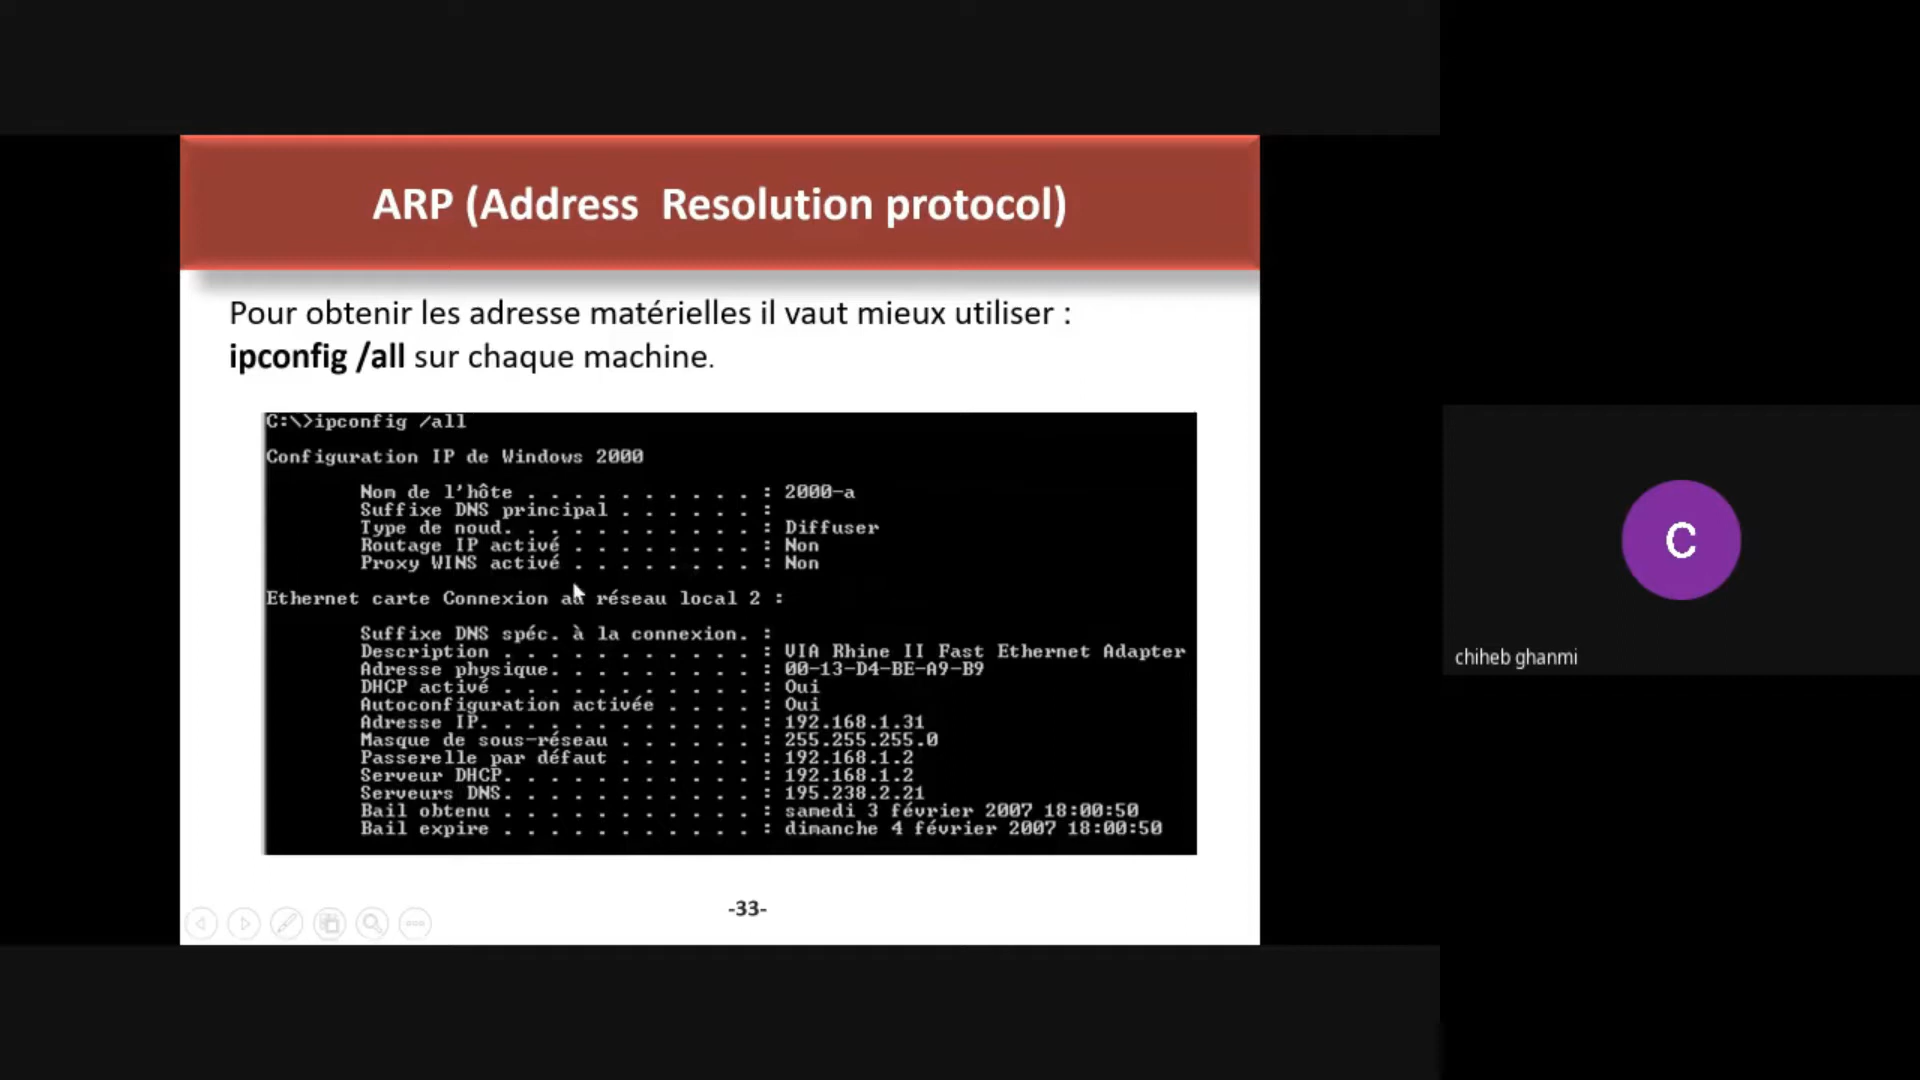 ARP (Address  Resolution protocol)
Pour obtenir les adresse matérielles il vaut mieux utiliser :
ipconfig /all sur chaque machine.
C:\>ipconfig /all
Configuration IP de Windows 2000
Nom de l'hôte . . . . . . . . . . : 2000-a
Suffixe DNS principal . . . . . . :
Type de noud. . . . . . . . . . . : Diffuser
Routage IP activé . . . . . . . . : Non
Proxy WINS activé . . . . . . . . : Non
Ethernet carte Connexion au réseau local 2 :
Suffixe DNS spéc. à la connexion. :
Description . . . . . . . . . . . : VIA Rhine II Fast Ethernet Adapter
Adresse physique. . . . . . . . . : 00-13-D4-BE-A9-B9
DHCP activé . . . . . . . . . . . : Oui
Autoconfiguration activée . . . . : Oui
Adresse IP. . . . . . . . . . . . : 192.168.1.31
Masque de sous-réseau . . . . . . : 255.255.255.0
Passerelle par défaut . . . . . . : 192.168.1.2
Serveur DHCP. . . . . . . . . . . : 192.168.1.2
Serveurs DNS. . . . . . . . . . . : 195.238.2.21
Bail obtenu . . . . . . . . . . . : samedi 3 février 2007 18:00:50
Bail expire . . . . . . . . . . . : dimanche 4 février 2007 18:00:50
-33-
C
chiheb ghanmi